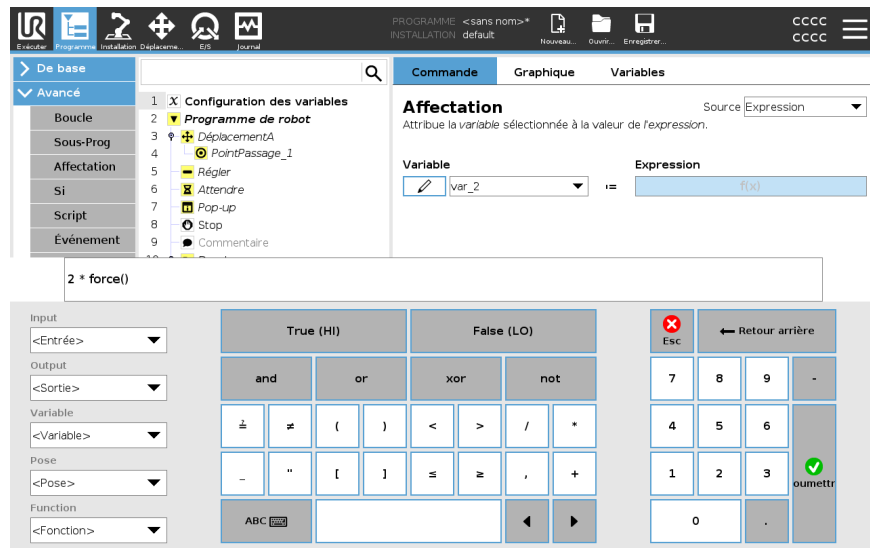 PROGRAMME <sans nom>*
INSTALLATION default
Exécuter Programme Installation Déplaceme... E/S Journal
Nouveau... Ouvrir... Enregistrer...
cccc
cccc
De base
Avancé
Boucle
Sous-Prog
Affectation
Si
Script
Événement
1 X Configuration des variables
2 Programme de robot
3 DéplacementA
4 PointPassage_1
5 Régler
6 Attendre
7 Pop-up
8 Stop
9 Commentaire
Commande Graphique Variables
Affectation
Source Expression
Attribue la variable sélectionnée à la valeur de l'expression.
Variable Expression
var_2 := f(x)
2 * force()
Input
<Entrée>
Output
<Sortie>
Variable
<Variable>
Pose
<Pose>
Function
<Fonction>
True (HI) False (LO)
and or xor not
≟ ≠ ( ) < > / *
_ " [ ] ≤ ≥ , +
ABC
Esc Retour arrière
7 8 9 -
4 5 6
1 2 3 oumettr
0 .